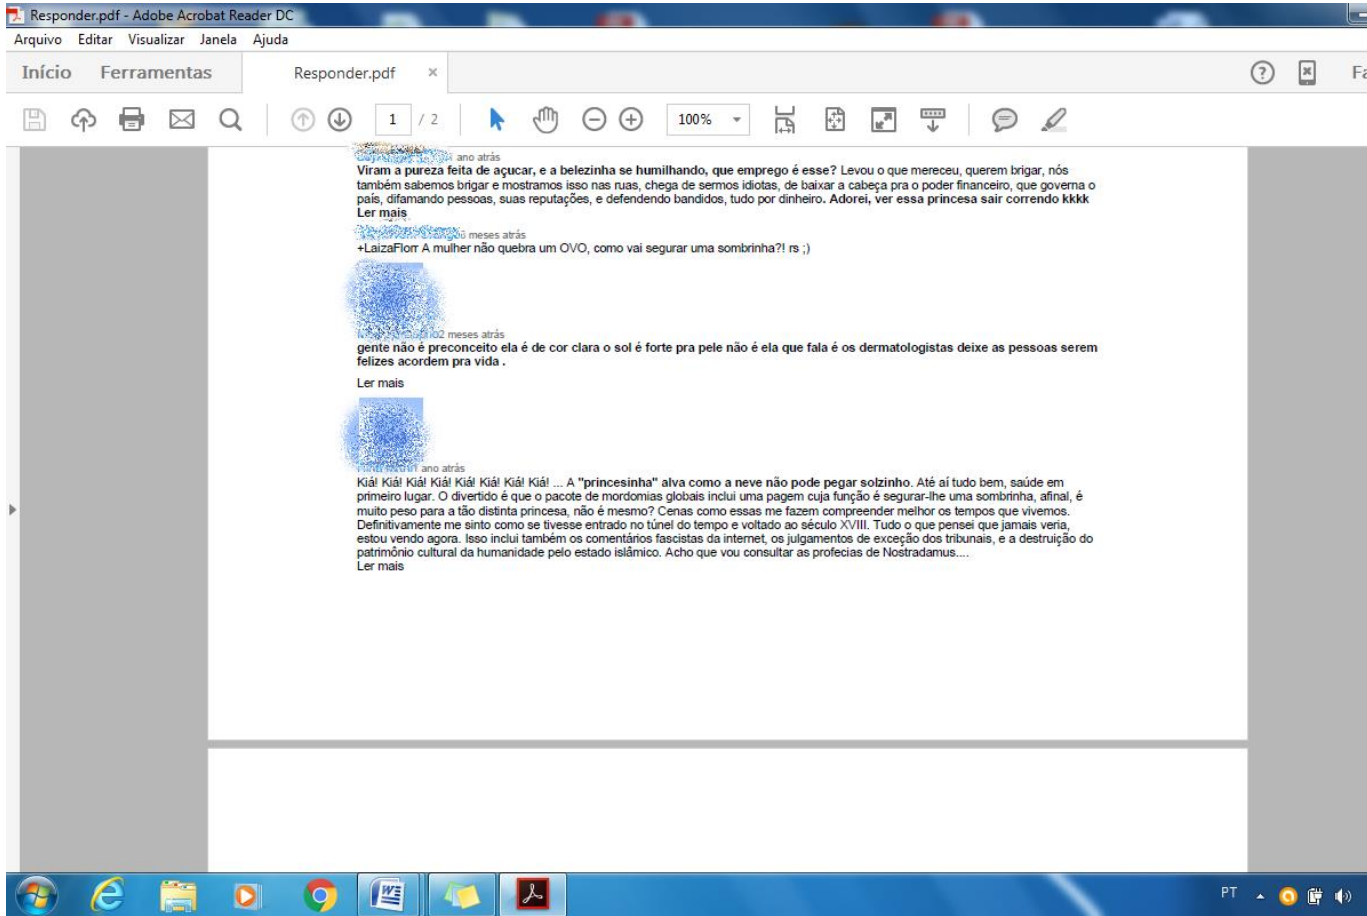 Responder.pdf - Adobe Acrobat Reader DC
Arquivo Editar Visualizar Janela Ajuda
Início Ferramentas Responder.pdf ×
1 / 2 100%
ano atrás
Viram a pureza feita de açucar, e a belezinha se humilhando, que emprego é esse? Levou o que mereceu, querem brigar, nós
também sabemos brigar e mostramos isso nas ruas, chega de sermos idiotas, de baixar a cabeça pra o poder financeiro, que governa o
país, difamando pessoas, suas reputações, e defendendo bandidos, tudo por dinheiro. Adorei, ver essa princesa sair correndo kkkk
Ler mais
meses atrás
+LaizaFlorr A mulher não quebra um OVO, como vai segurar uma sombrinha?! rs ;)
2 meses atrás
gente não é preconceito ela é de cor clara o sol é forte pra pele não é ela que fala é os dermatologistas deixe as pessoas serem
felizes acordem pra vida .
Ler mais
ano atrás
Kiá! Kiá! Kiá! Kiá! Kiá! Kiá! Kiá! Kiá! ... A "princesinha" alva como a neve não pode pegar solzinho. Até aí tudo bem, saúde em
primeiro lugar. O divertido é que o pacote de mordomias globais inclui uma pagem cuja função é segurar-lhe uma sombrinha, afinal, é
muito peso para a tão distinta princesa, não é mesmo? Cenas como essas me fazem compreender melhor os tempos que vivemos.
Definitivamente me sinto como se tivesse entrado no túnel do tempo e voltado ao século XVIII. Tudo o que pensei que jamais veria,
estou vendo agora. Isso inclui também os comentários fascistas da internet, os julgamentos de exceção dos tribunais, e a destruição do
patrimônio cultural da humanidade pelo estado islâmico. Acho que vou consultar as profecias de Nostradamus....
Ler mais
PT